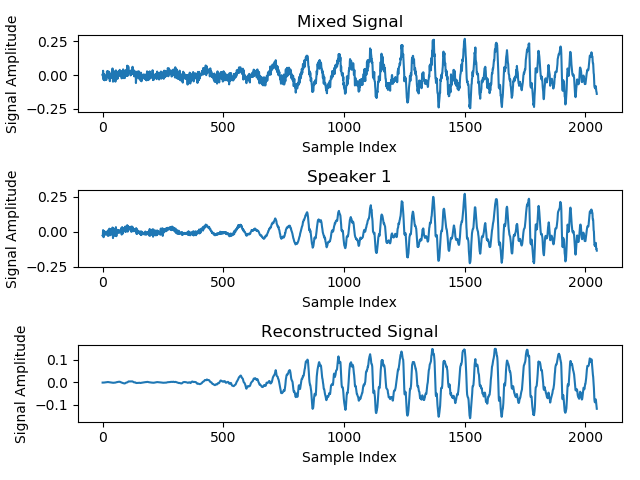 Mixed Signal
Signal Amplitude
0.25
0.00
−0.25
0 500 1000 1500 2000
Sample Index
Speaker 1
Signal Amplitude
0.25
0.00
−0.25
0 500 1000 1500 2000
Sample Index
Reconstructed Signal
Signal Amplitude
0.1
0.0
−0.1
0 500 1000 1500 2000
Sample Index